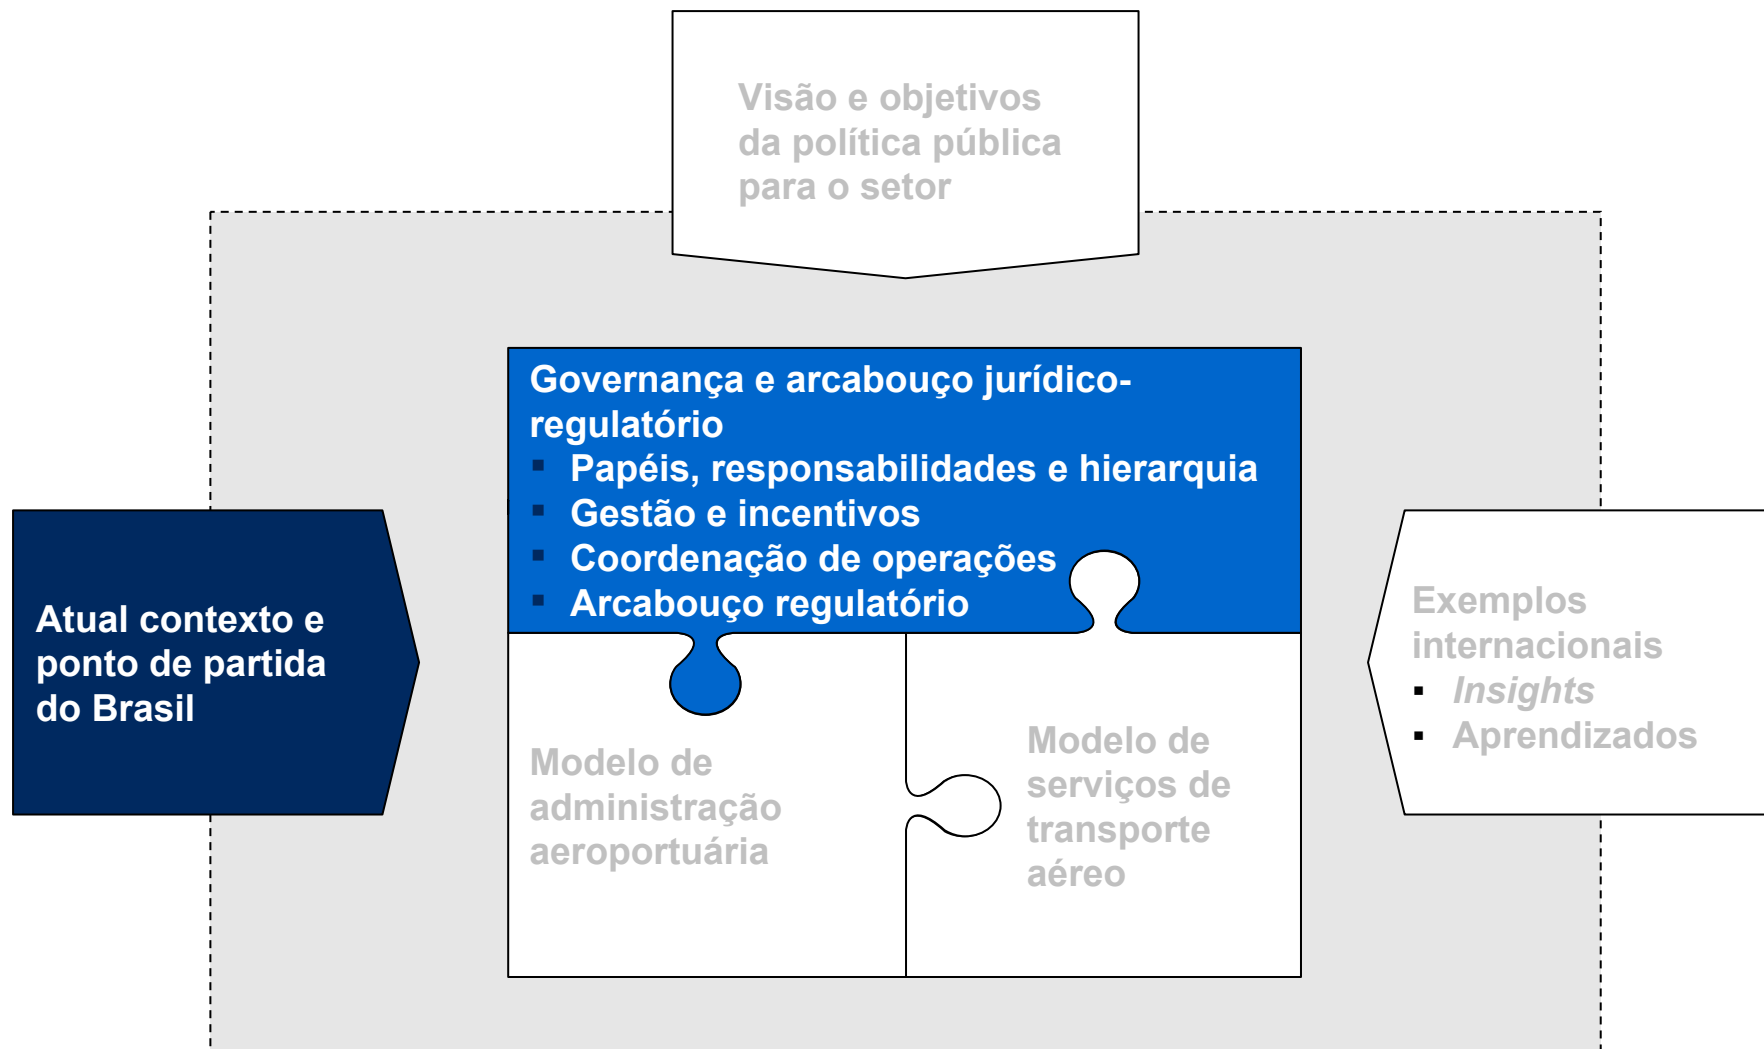 Visão e objetivos
da política pública
para o setor
Governança e arcabouço jurídico-
regulatório
▪ Papéis, responsabilidades e hierarquia
▪ Gestão e incentivos
▪ Coordenação de operações
▪ Arcabouço regulatório
Atual contexto e
ponto de partida
do Brasil
Exemplos
internacionais
▪ Insights
▪ Aprendizados
Modelo de
administração
aeroportuária
Modelo de
serviços de
transporte
aéreo